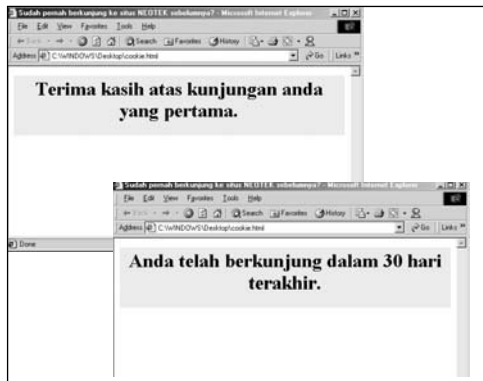 Sudah pernah berkunjung ke situs NEOTEK sebelumnya? - Microsoft Internet Explorer
File Edit View Favorites Tools Help
Back Search Favorites History
Address C:\WINDOWS\Desktop\cookie.html Go Links »
Terima kasih atas kunjungan anda
yang pertama.
Done
Sudah pernah berkunjung ke situs NEOTEK sebelumnya? - Microsoft Internet Explorer
File Edit View Favorites Tools Help
Back Search Favorites History
Address C:\WINDOWS\Desktop\cookie.html Go Links »
Anda telah berkunjung dalam 30 hari
terakhir.